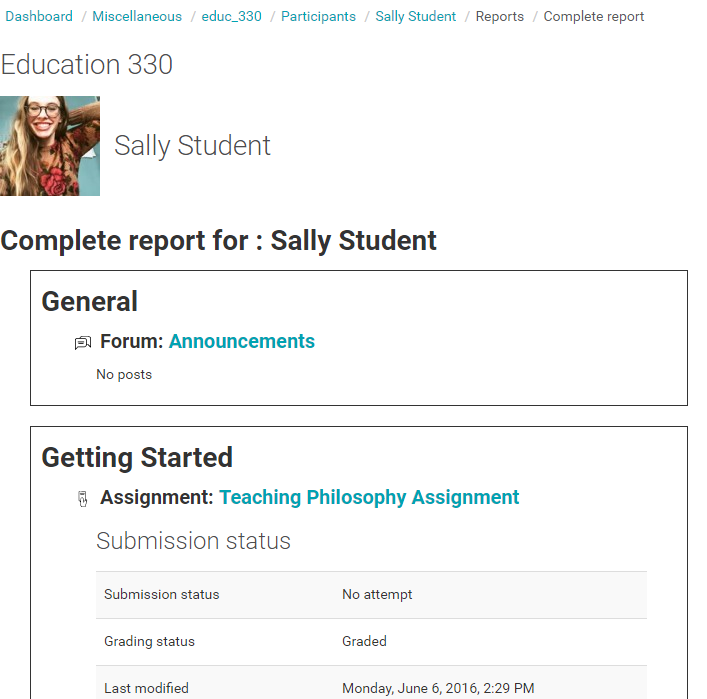 Dashboard / Miscellaneous / educ_330 / Participants / Sally Student / Reports / Complete report
Education 330
Sally Student
Complete report for : Sally Student
General
Forum: Announcements
No posts
Getting Started
Assignment: Teaching Philosophy Assignment
Submission status
Submission status No attempt
Grading status Graded
Last modified Monday, June 6, 2016, 2:29 PM